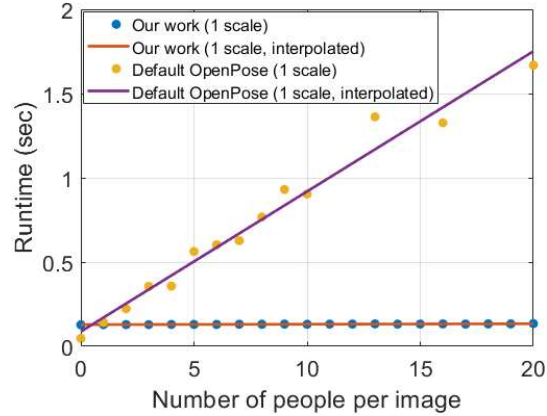 2
Our work (1 scale)
Our work (1 scale, interpolated)
Default OpenPose (1 scale)
Default OpenPose (1 scale, interpolated)
1.5
1
0.5
0
Runtime (sec)
0 5 10 15 20
Number of people per image